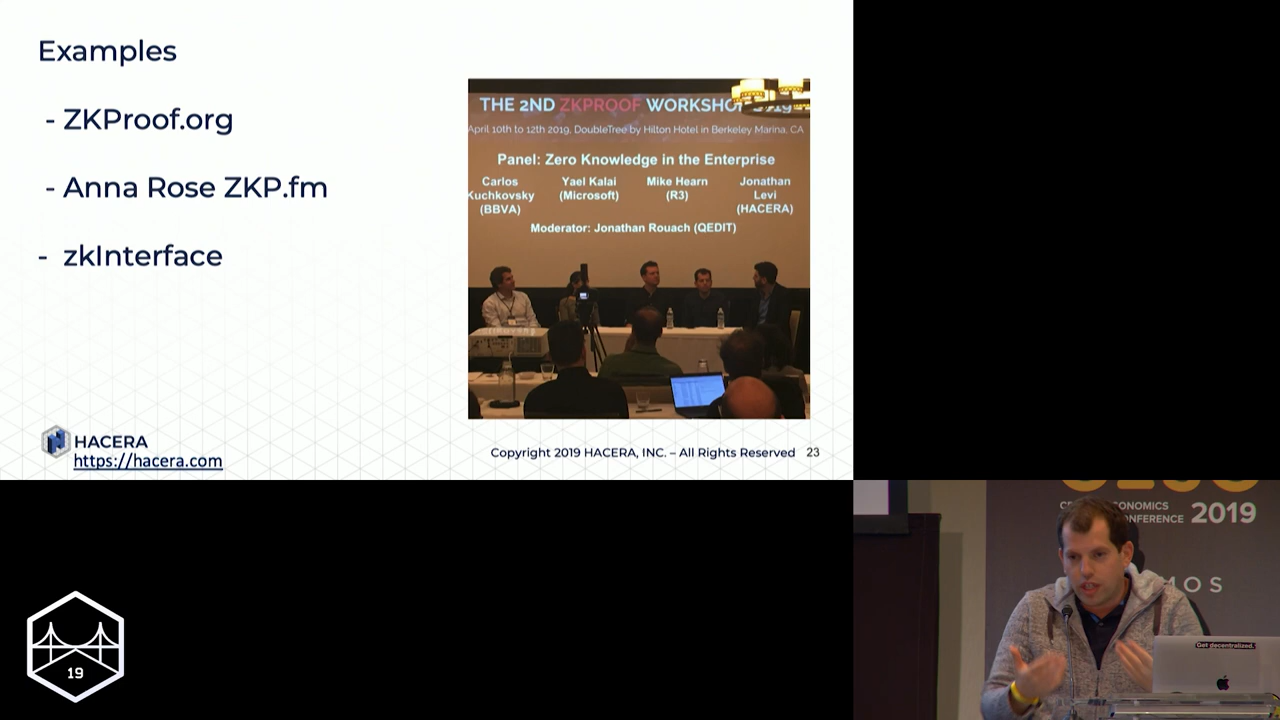 Examples
- ZKProof.org
- Anna Rose ZKP.fm
- zkInterface
THE 2ND ZKPROOF WORKSHOP
April 10th to 12th 2019, DoubleTree by Hilton Hotel in Berkeley Marina, CA
Panel: Zero Knowledge in the Enterprise
Carlos Kuchkovsky (BBVA)
Yael Kalai (Microsoft)
Mike Hearn (R3)
Jonathan Levi (HACERA)
Moderator: Jonathan Rouach (QEDIT)
HACERA
https://hacera.com
Copyright 2019 HACERA, INC. – All Rights Reserved 23
2019
MOS
Get decentralized.
19